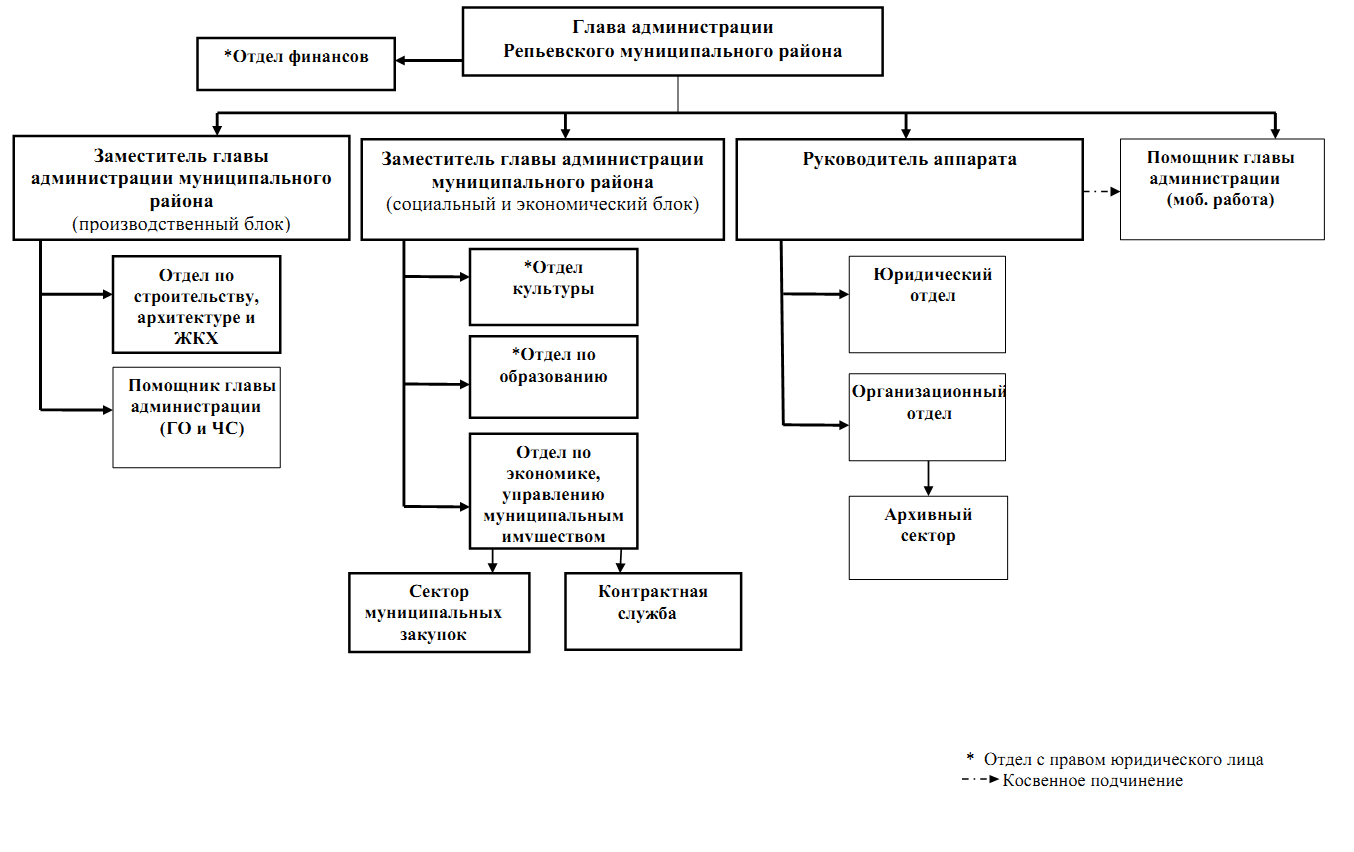 Глава администрации
Репьевского муниципального района
*Отдел финансов
Заместитель главы
администрации муниципального
района
(производственный блок)
Заместитель главы администрации
муниципального района
(социальный и экономический блок)
Руководитель аппарата
Помощник главы
администрации
(моб. работа)
Отдел по
строительству,
архитектуре и
ЖКХ
Помощник главы
администрации
(ГО и ЧС)
*Отдел
культуры
*Отдел по
образованию
Отдел по
экономике,
управлению
муниципальным
имуществом
Сектор
муниципальных
закупок
Контрактная
служба
Юридический
отдел
Организационный
отдел
Архивный
сектор
* Отдел с правом юридического лица
Косвенное подчинение